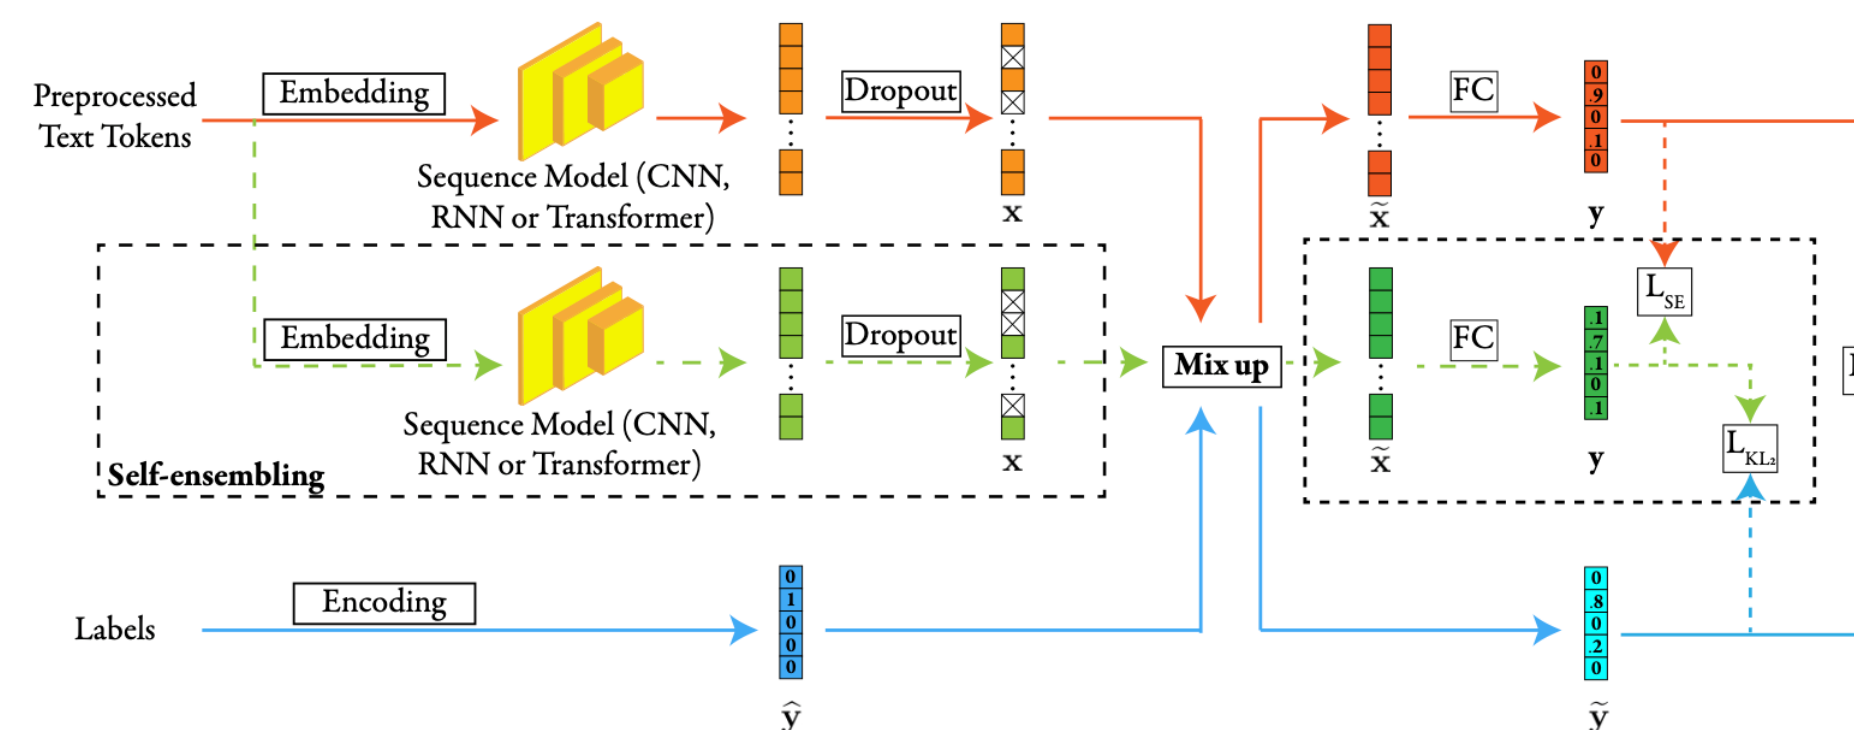 Preprocessed
Text Tokens
Embedding
Sequence Model (CNN,
RNN or Transformer)
Dropout
x
x̃
FC
0
.9
0
.1
0
y
Embedding
Sequence Model (CNN,
RNN or Transformer)
Self-ensembling
Dropout
x
Mix up
x̃
FC
.1
.7
.1
0
.1
y
L_SE
L_KL₂
Labels
Encoding
0
1
0
0
0
ŷ
0
.8
0
.2
0
ỹ